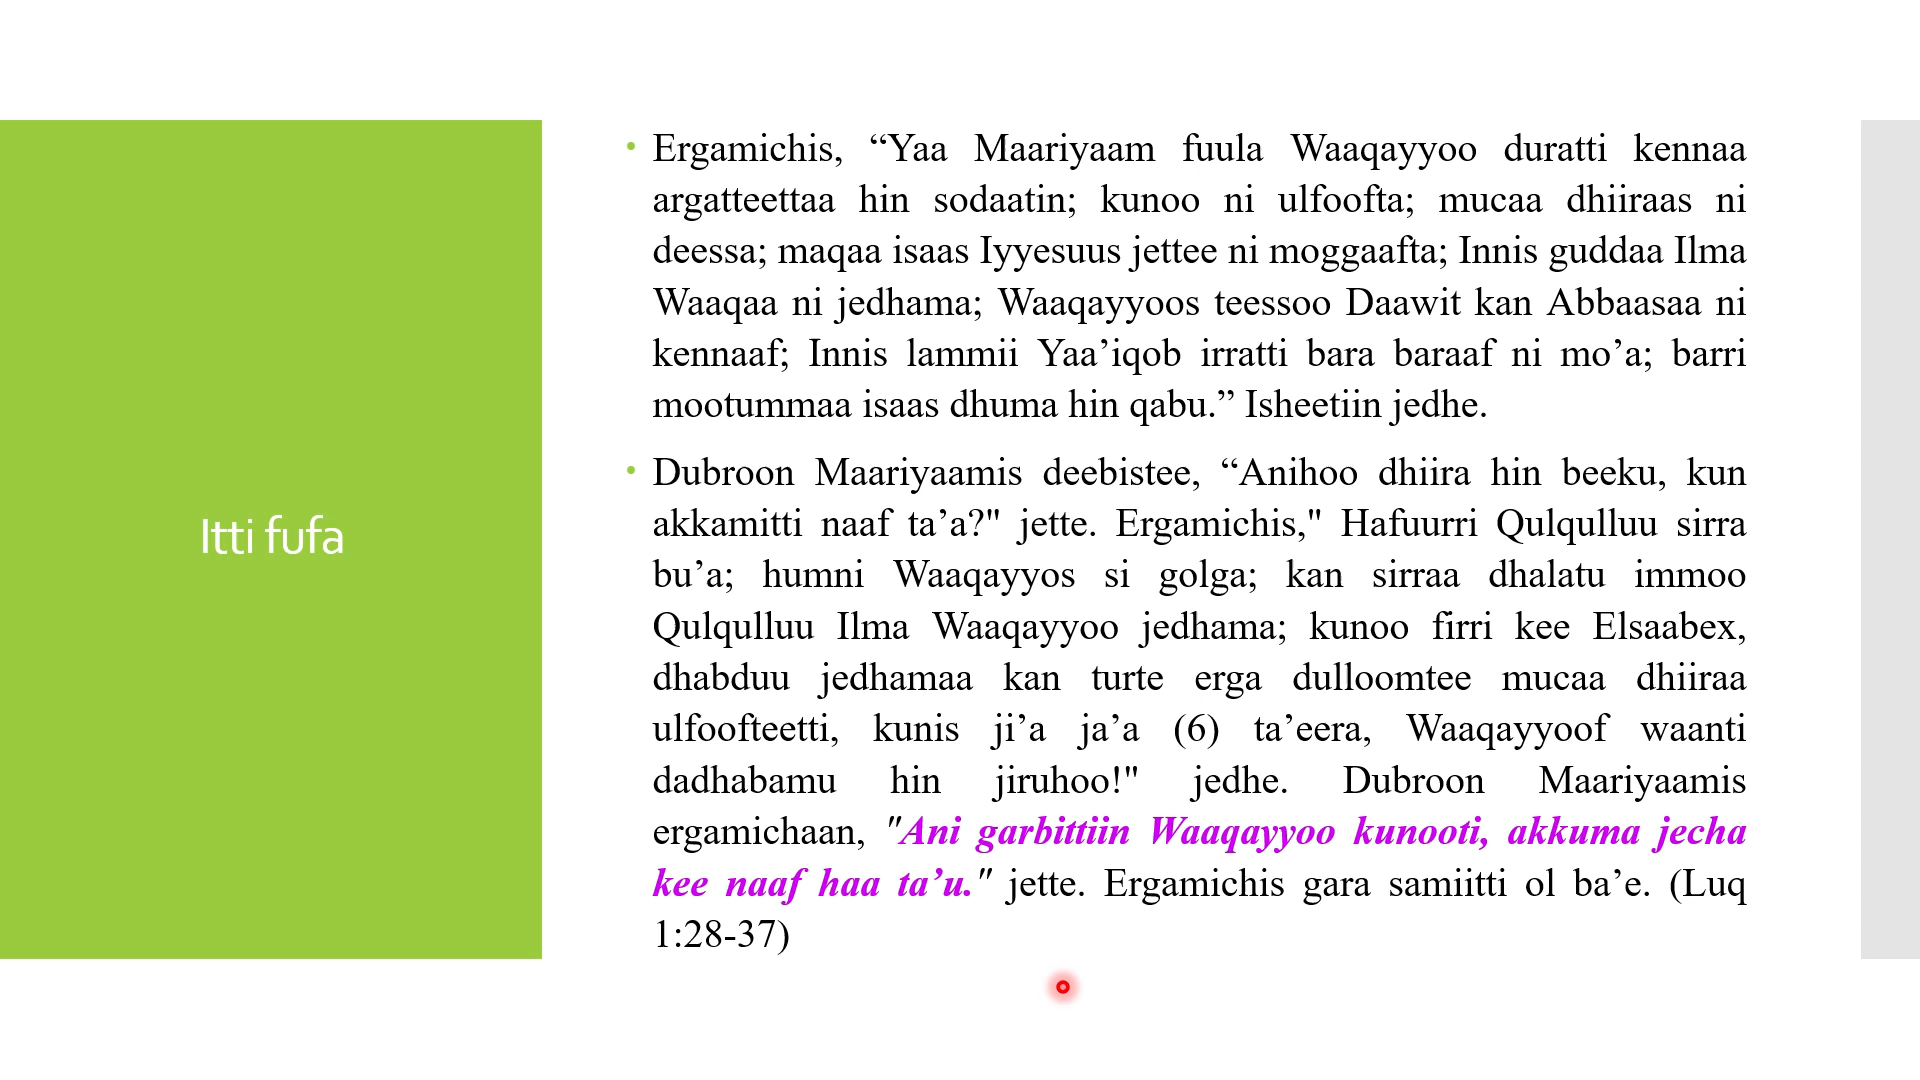 Itti fufa
• Ergamichis, “Yaa Maariyaam fuula Waaqayyoo duratti kennaa
argatteettaa hin sodaatin; kunoo ni ulfoofta; mucaa dhiiraas ni
deessa; maqaa isaas Iyyesuus jettee ni moggaafta; Innis guddaa Ilma
Waaqaa ni jedhama; Waaqayyoos teessoo Daawit kan Abbaasaa ni
kennaaf; Innis lammii Yaa’iqob irratti bara baraaf ni mo’a; barri
mootummaa isaas dhuma hin qabu.” Isheetiin jedhe.
• Dubroon Maariyaamis deebistee, “Anihoo dhiira hin beeku, kun
akkamitti naaf ta’a?" jette. Ergamichis," Hafuurri Qulqulluu sirra
bu’a; humni Waaqayyos si golga; kan sirraa dhalatu immoo
Qulqulluu Ilma Waaqayyoo jedhama; kunoo firri kee Elsaabex,
dhabduu jedhamaa kan turte erga dulloomtee mucaa dhiiraa
ulfoofteetti, kunis ji’a ja’a (6) ta’eera, Waaqayyoof waanti
dadhabamu hin jiruhoo!" jedhe. Dubroon Maariyaamis
ergamichaan, "Ani garbittiin Waaqayyoo kunooti, akkuma jecha
kee naaf haa ta’u." jette. Ergamichis gara samiitti ol ba’e. (Luq
1:28-37)